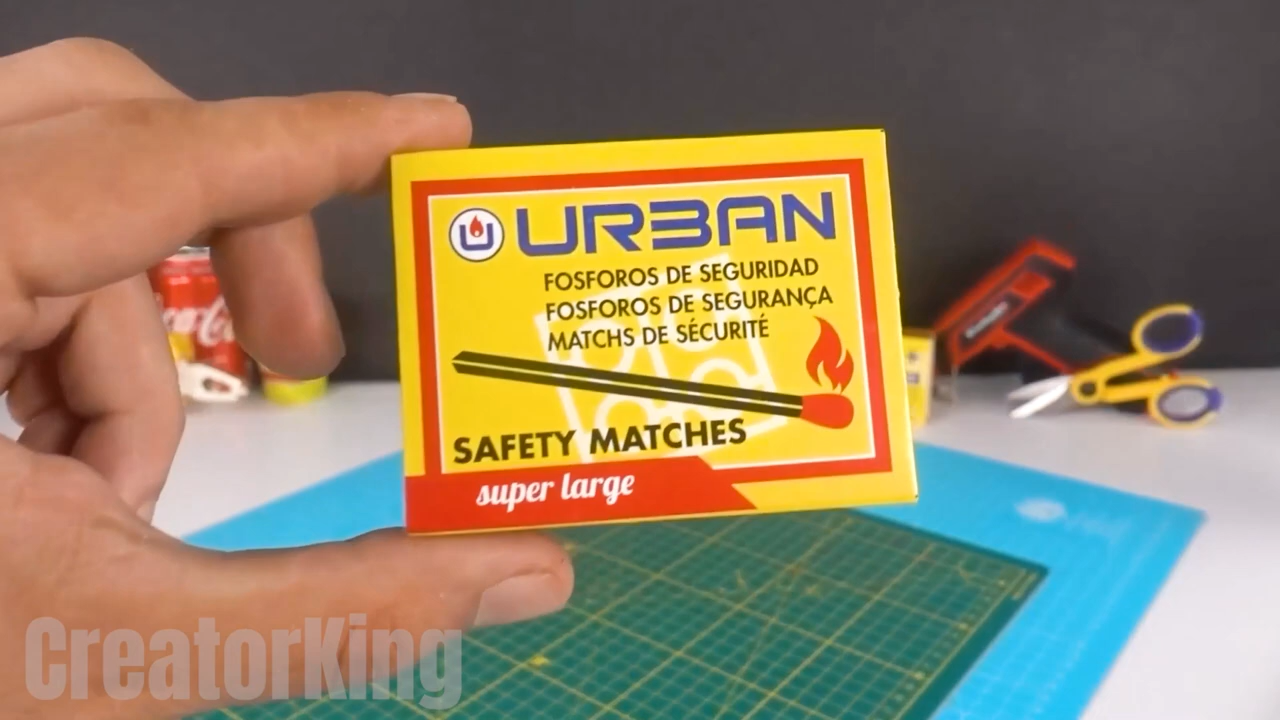 URBAN
FOSFOROS DE SEGURIDAD
FOSFOROS DE SEGURANÇA
MATCHS DE SÉCURITÉ
SAFETY MATCHES
super large
CreatorKing